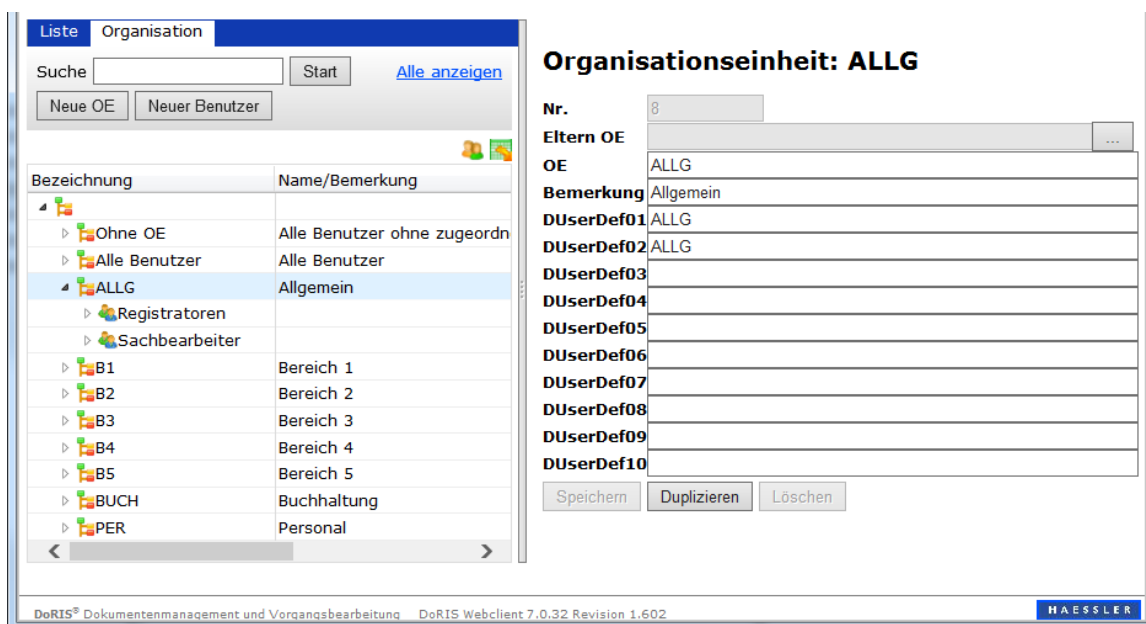 Liste Organisation
Suche Start Alle anzeigen
Neue OE Neuer Benutzer
Bezeichnung Name/Bemerkung
Ohne OE Alle Benutzer ohne zugeordn
Alle Benutzer Alle Benutzer
ALLG Allgemein
Registratoren
Sachbearbeiter
B1 Bereich 1
B2 Bereich 2
B3 Bereich 3
B4 Bereich 4
B5 Bereich 5
BUCH Buchhaltung
PER Personal
Organisationseinheit: ALLG
Nr. 8
Eltern OE ...
OE ALLG
Bemerkung Allgemein
DUserDef01 ALLG
DUserDef02 ALLG
DUserDef03
DUserDef04
DUserDef05
DUserDef06
DUserDef07
DUserDef08
DUserDef09
DUserDef10
Speichern Duplizieren Löschen
DoRIS® Dokumentenmanagement und Vorgangsbearbeitung DoRIS Webclient 7.0.32 Revision 1.602 HAESSLER